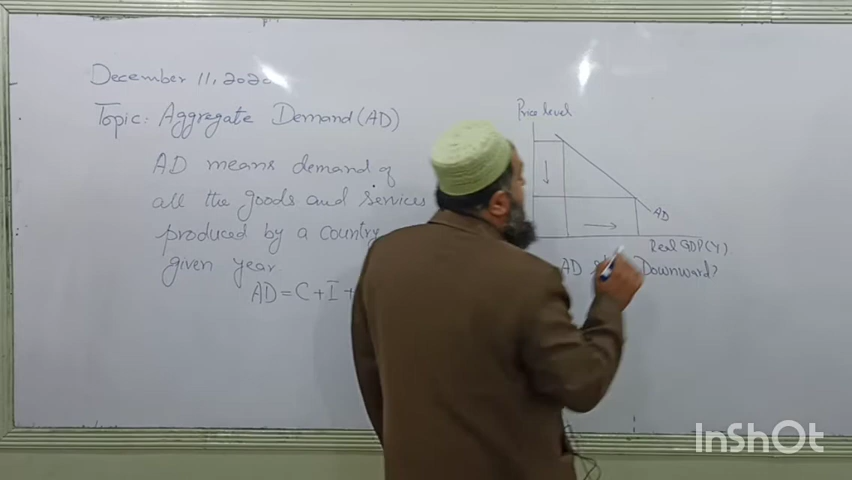 December 11, 2020
Topic: Aggregate Demand (AD)
AD means demand of
all the goods and services
produced by a country
given year
AD = C + I +
Price level
AD
Real GDP(Y)
AD Downward?
InShOt